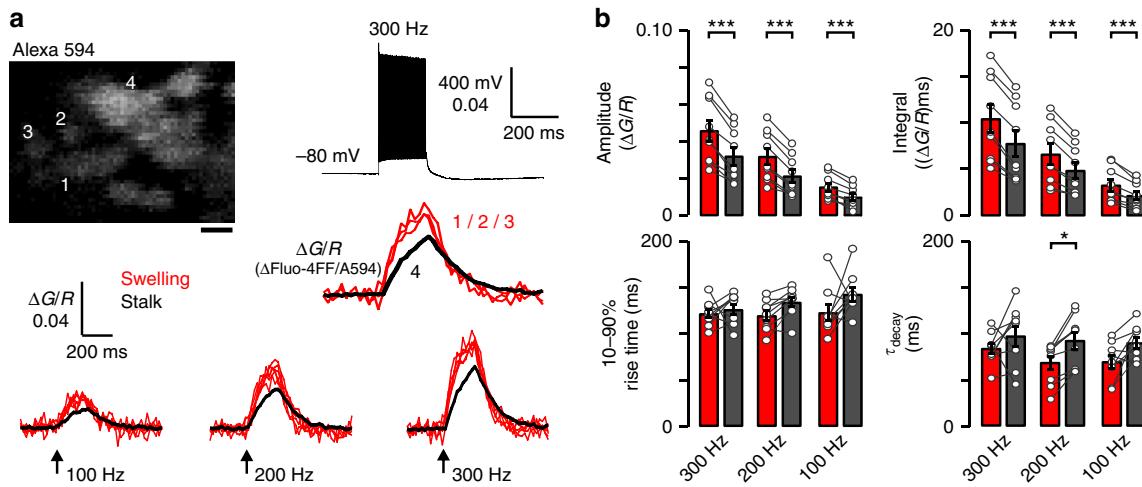 a
Alexa 594
4
2
3
1
300 Hz
400 mV
0.04
200 ms
–80 mV
1 / 2 / 3
ΔG/R
(ΔFluo-4FF/A594)
4
Swelling
Stalk
ΔG/R
0.04
200 ms
100 Hz
200 Hz
300 Hz
b
Amplitude
(ΔG/R)
0.10
0
*** *** ***
Integral
((ΔG/R)ms)
20
10
0
*** *** ***
10–90%
rise time (ms)
200
0
τdecay
(ms)
200
0
*
300 Hz
200 Hz
100 Hz
300 Hz
200 Hz
100 Hz